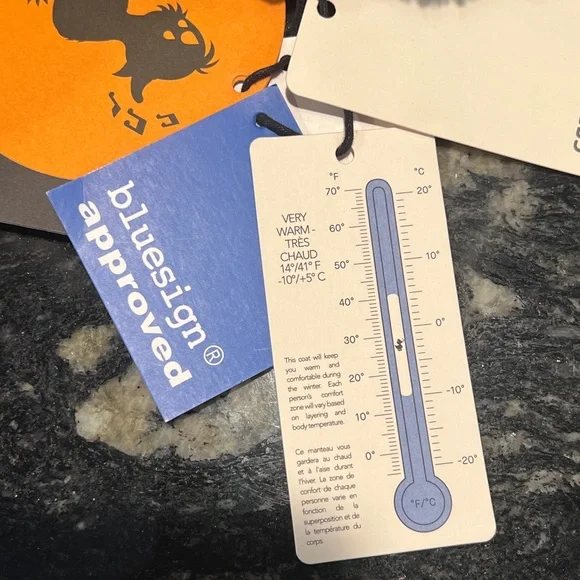 bluesign®
approved
VERY
WARM -
TRÈS
CHAUD
14°/41° F
-10°/+5° C
°F
°C
70°
60°
50°
40°
30°
20°
10°
0°
20°
10°
0°
-10°
-20°
°F/°C
This coat will keep
you warm and
comfortable during
the winter. Each
person's comfort
zone will vary based
on layering and
body temperature.
Ce manteau vous
gardera au chaud
et à l'aise durant
l'hiver. La zone de
confort de chaque
personne varie en
fonction de la
superposition et de
la température du
corps.